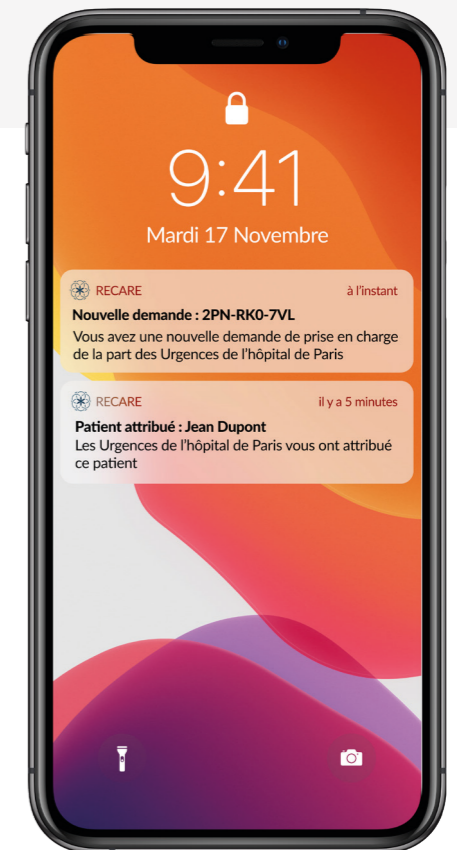 9:41
Mardi 17 Novembre
RECARE à l'instant
Nouvelle demande : 2PN-RK0-7VL
Vous avez une nouvelle demande de prise en charge
de la part des Urgences de l'hôpital de Paris
RECARE il y a 5 minutes
Patient attribué : Jean Dupont
Les Urgences de l'hôpital de Paris vous ont attribué
ce patient